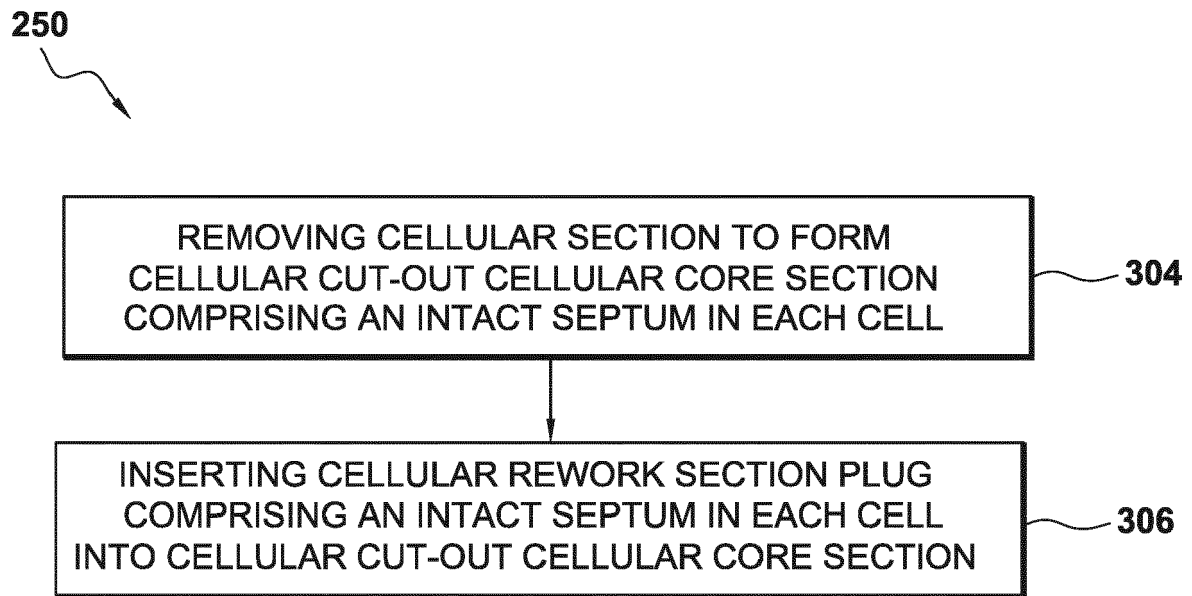 250
REMOVING CELLULAR SECTION TO FORM
CELLULAR CUT-OUT CELLULAR CORE SECTION
COMPRISING AN INTACT SEPTUM IN EACH CELL
304
INSERTING CELLULAR REWORK SECTION PLUG
COMPRISING AN INTACT SEPTUM IN EACH CELL
INTO CELLULAR CUT-OUT CELLULAR CORE SECTION
306